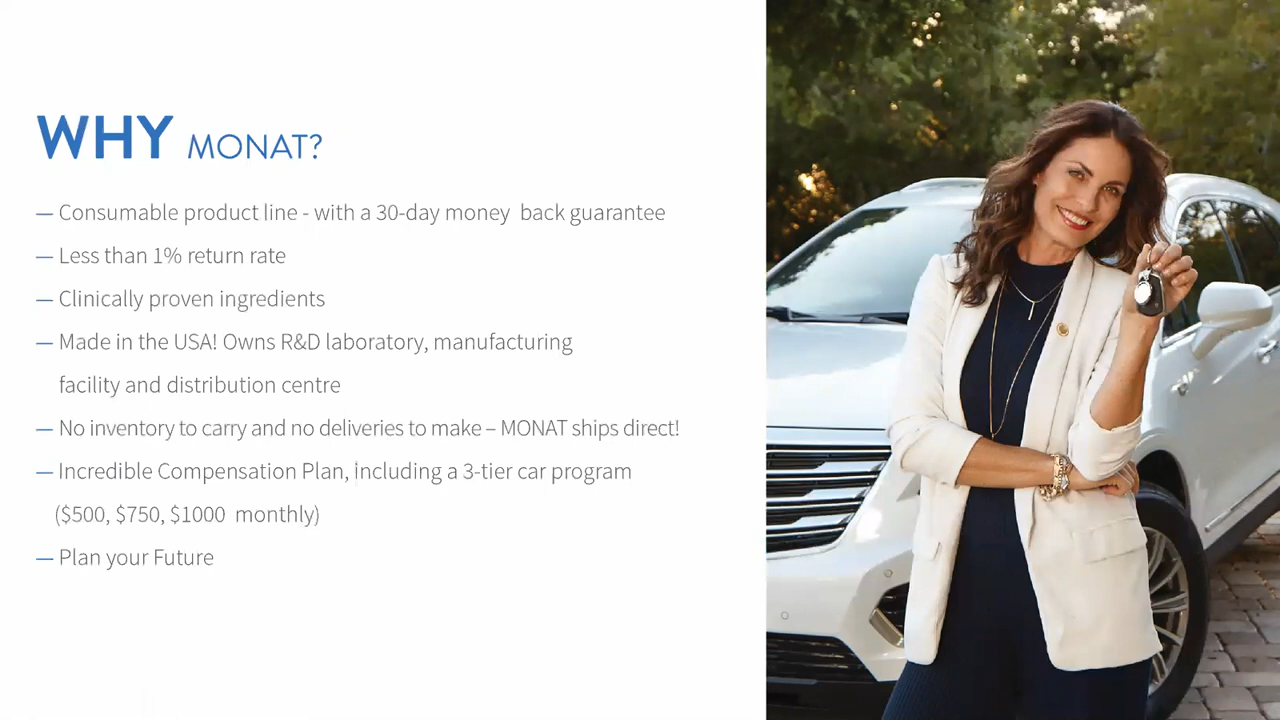 WHY MONAT?
— Consumable product line - with a 30-day money  back guarantee
— Less than 1% return rate
— Clinically proven ingredients
— Made in the USA! Owns R&D laboratory, manufacturing
facility and distribution centre
— No inventory to carry and no deliveries to make – MONAT ships direct!
— Incredible Compensation Plan, including a 3-tier car program
($500, $750, $1000  monthly)
— Plan your Future